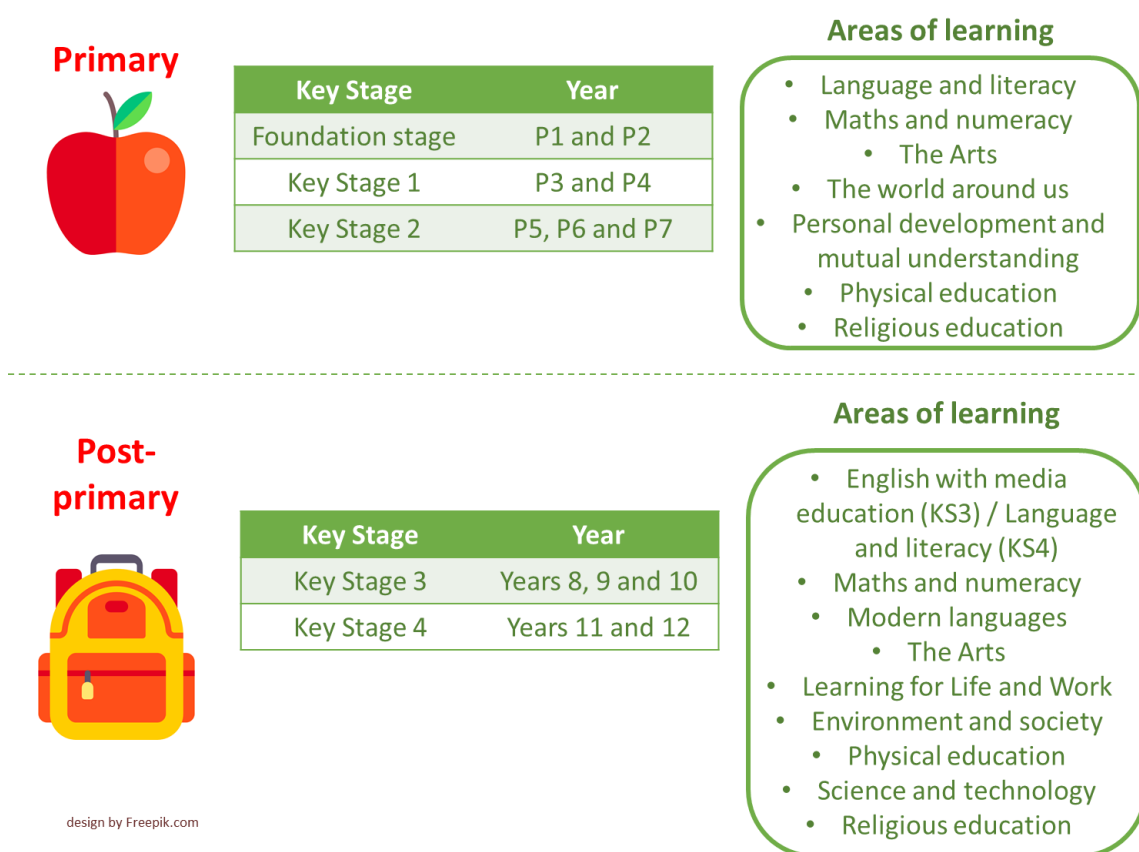 Primary
Key Stage Year
Foundation stage P1 and P2
Key Stage 1 P3 and P4
Key Stage 2 P5, P6 and P7
Areas of learning
• Language and literacy
• Maths and numeracy
• The Arts
• The world around us
• Personal development and
mutual understanding
• Physical education
• Religious education
Post-
primary
Key Stage Year
Key Stage 3 Years 8, 9 and 10
Key Stage 4 Years 11 and 12
Areas of learning
• English with media
education (KS3) / Language
and literacy (KS4)
• Maths and numeracy
• Modern languages
• The Arts
• Learning for Life and Work
• Environment and society
• Physical education
• Science and technology
• Religious education
design by Freepik.com